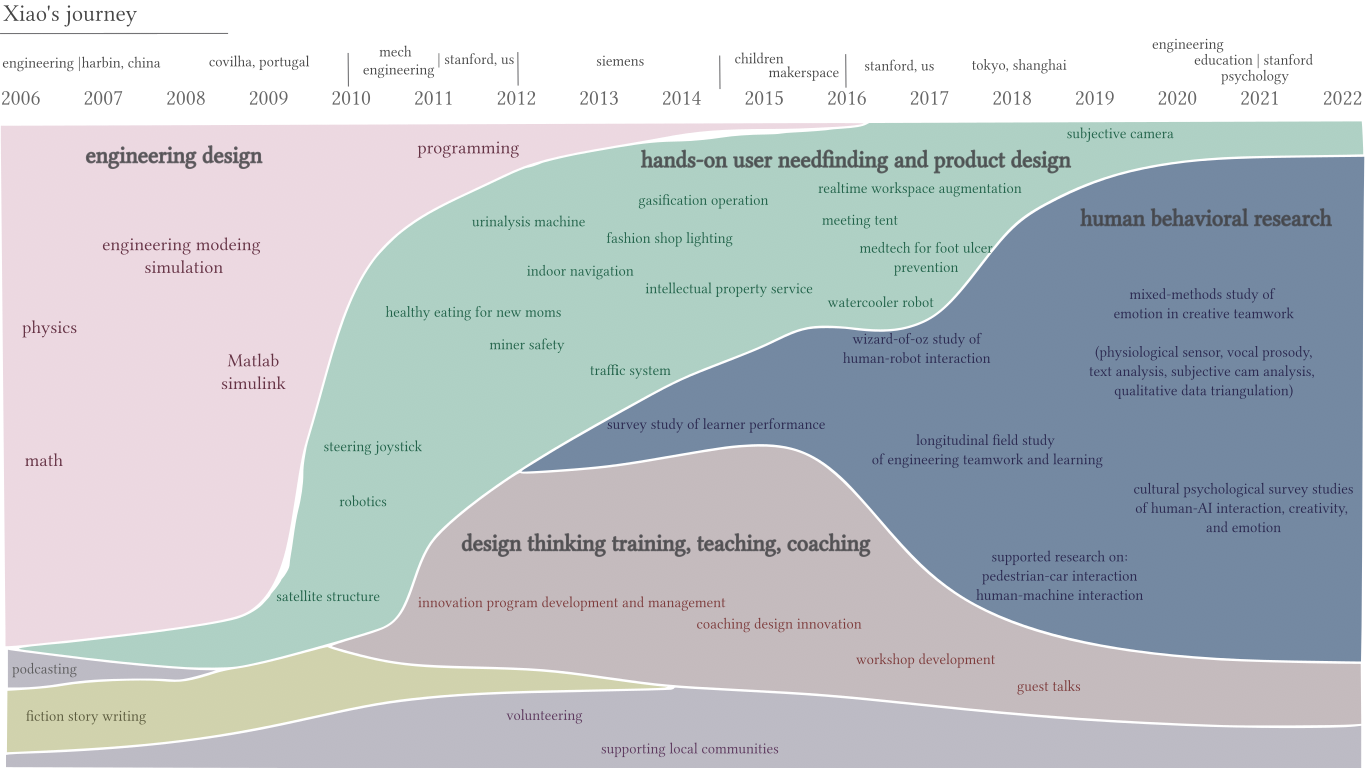 Xiao's journey
engineering |harbin, china
covilha, portugal
mech
engineering
stanford, us
siemens
children
makerspace
stanford, us
tokyo, shanghai
engineering
education | stanford
psychology
2006 2007 2008 2009 2010 2011 2012 2013 2014 2015 2016 2017 2018 2019 2020 2021 2022
subjective camera
programming
engineering design
hands-on user needfinding and product design
realtime workspace augmentation
gasification operation
urinalysis machine
meeting tent
human behavioral research
fashion shop lighting
engineering modeing
simulation
medtech for foot ulcer
prevention
indoor navigation
intellectual property service
watercooler robot
mixed-methods study of
emotion in creative teamwork
healthy eating for new moms
physics
miner safety
wizard-of-oz study of
human-robot interaction
(physiological sensor, vocal prosody,
text analysis, subjective cam analysis,
qualitative data triangulation)
Matlab
simulink
traffic system
survey study of learner performance
steering joystick
longitudinal field study
of engineering teamwork and learning
math
robotics
cultural psychological survey studies
of human-AI interaction, creativity,
and emotion
design thinking training, teaching, coaching
supported research on:
pedestrian-car interaction
human-machine interaction
satellite structure
innovation program development and management
coaching design innovation
workshop development
podcasting
guest talks
fiction story writing
volunteering
supporting local communities